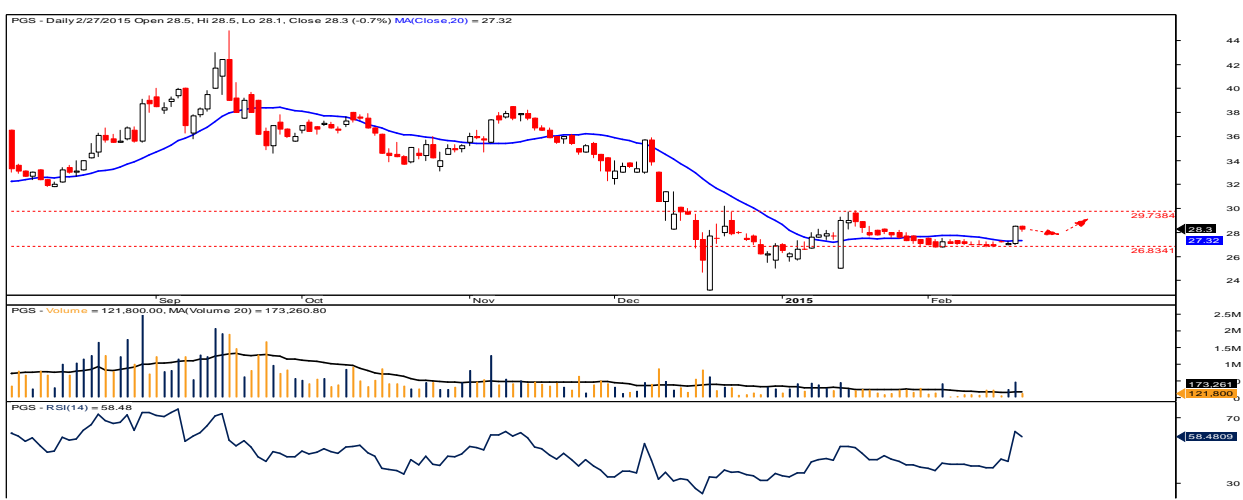 PGS - Daily 2/27/2015 Open 28.5, Hi 28.5, Lo 28.1, Close 28.3 (-0.7%) MA(Close,20) = 27.32
44
42
40
38
36
34
32
30
29.7384
28.3
28
27.32
26.8341
26
24
Sep Oct Nov Dec 2015 Feb
PGS - Volume = 121,800.00, MA(Volume 20) = 173,260.80
2.5M
2M
1.5M
1M
173,261
121,800
0
PGS - RSI(14) = 58.48
70
58.4809
30